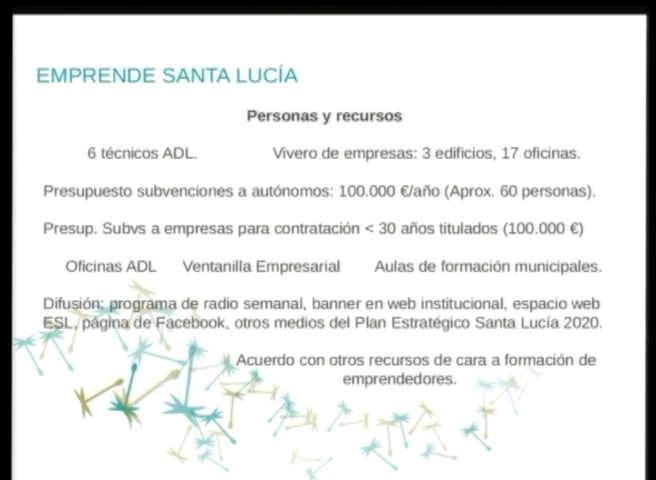 EMPRENDE SANTA LUCÍA
Personas y recursos
6 técnicos ADL. Vivero de empresas: 3 edificios, 17 oficinas.
Presupuesto subvenciones a autónomos: 100.000 €/año (Aprox. 60 personas).
Presup. Subvs a empresas para contratación < 30 años titulados (100.000 €)
Oficinas ADL Ventanilla Empresarial Aulas de formación municipales.
Difusión: programa de radio semanal, banner en web institucional, espacio web
ESL, página de Facebook, otros medios del Plan Estratégico Santa Lucía 2020.
Acuerdo con otros recursos de cara a formación de
emprendedores.